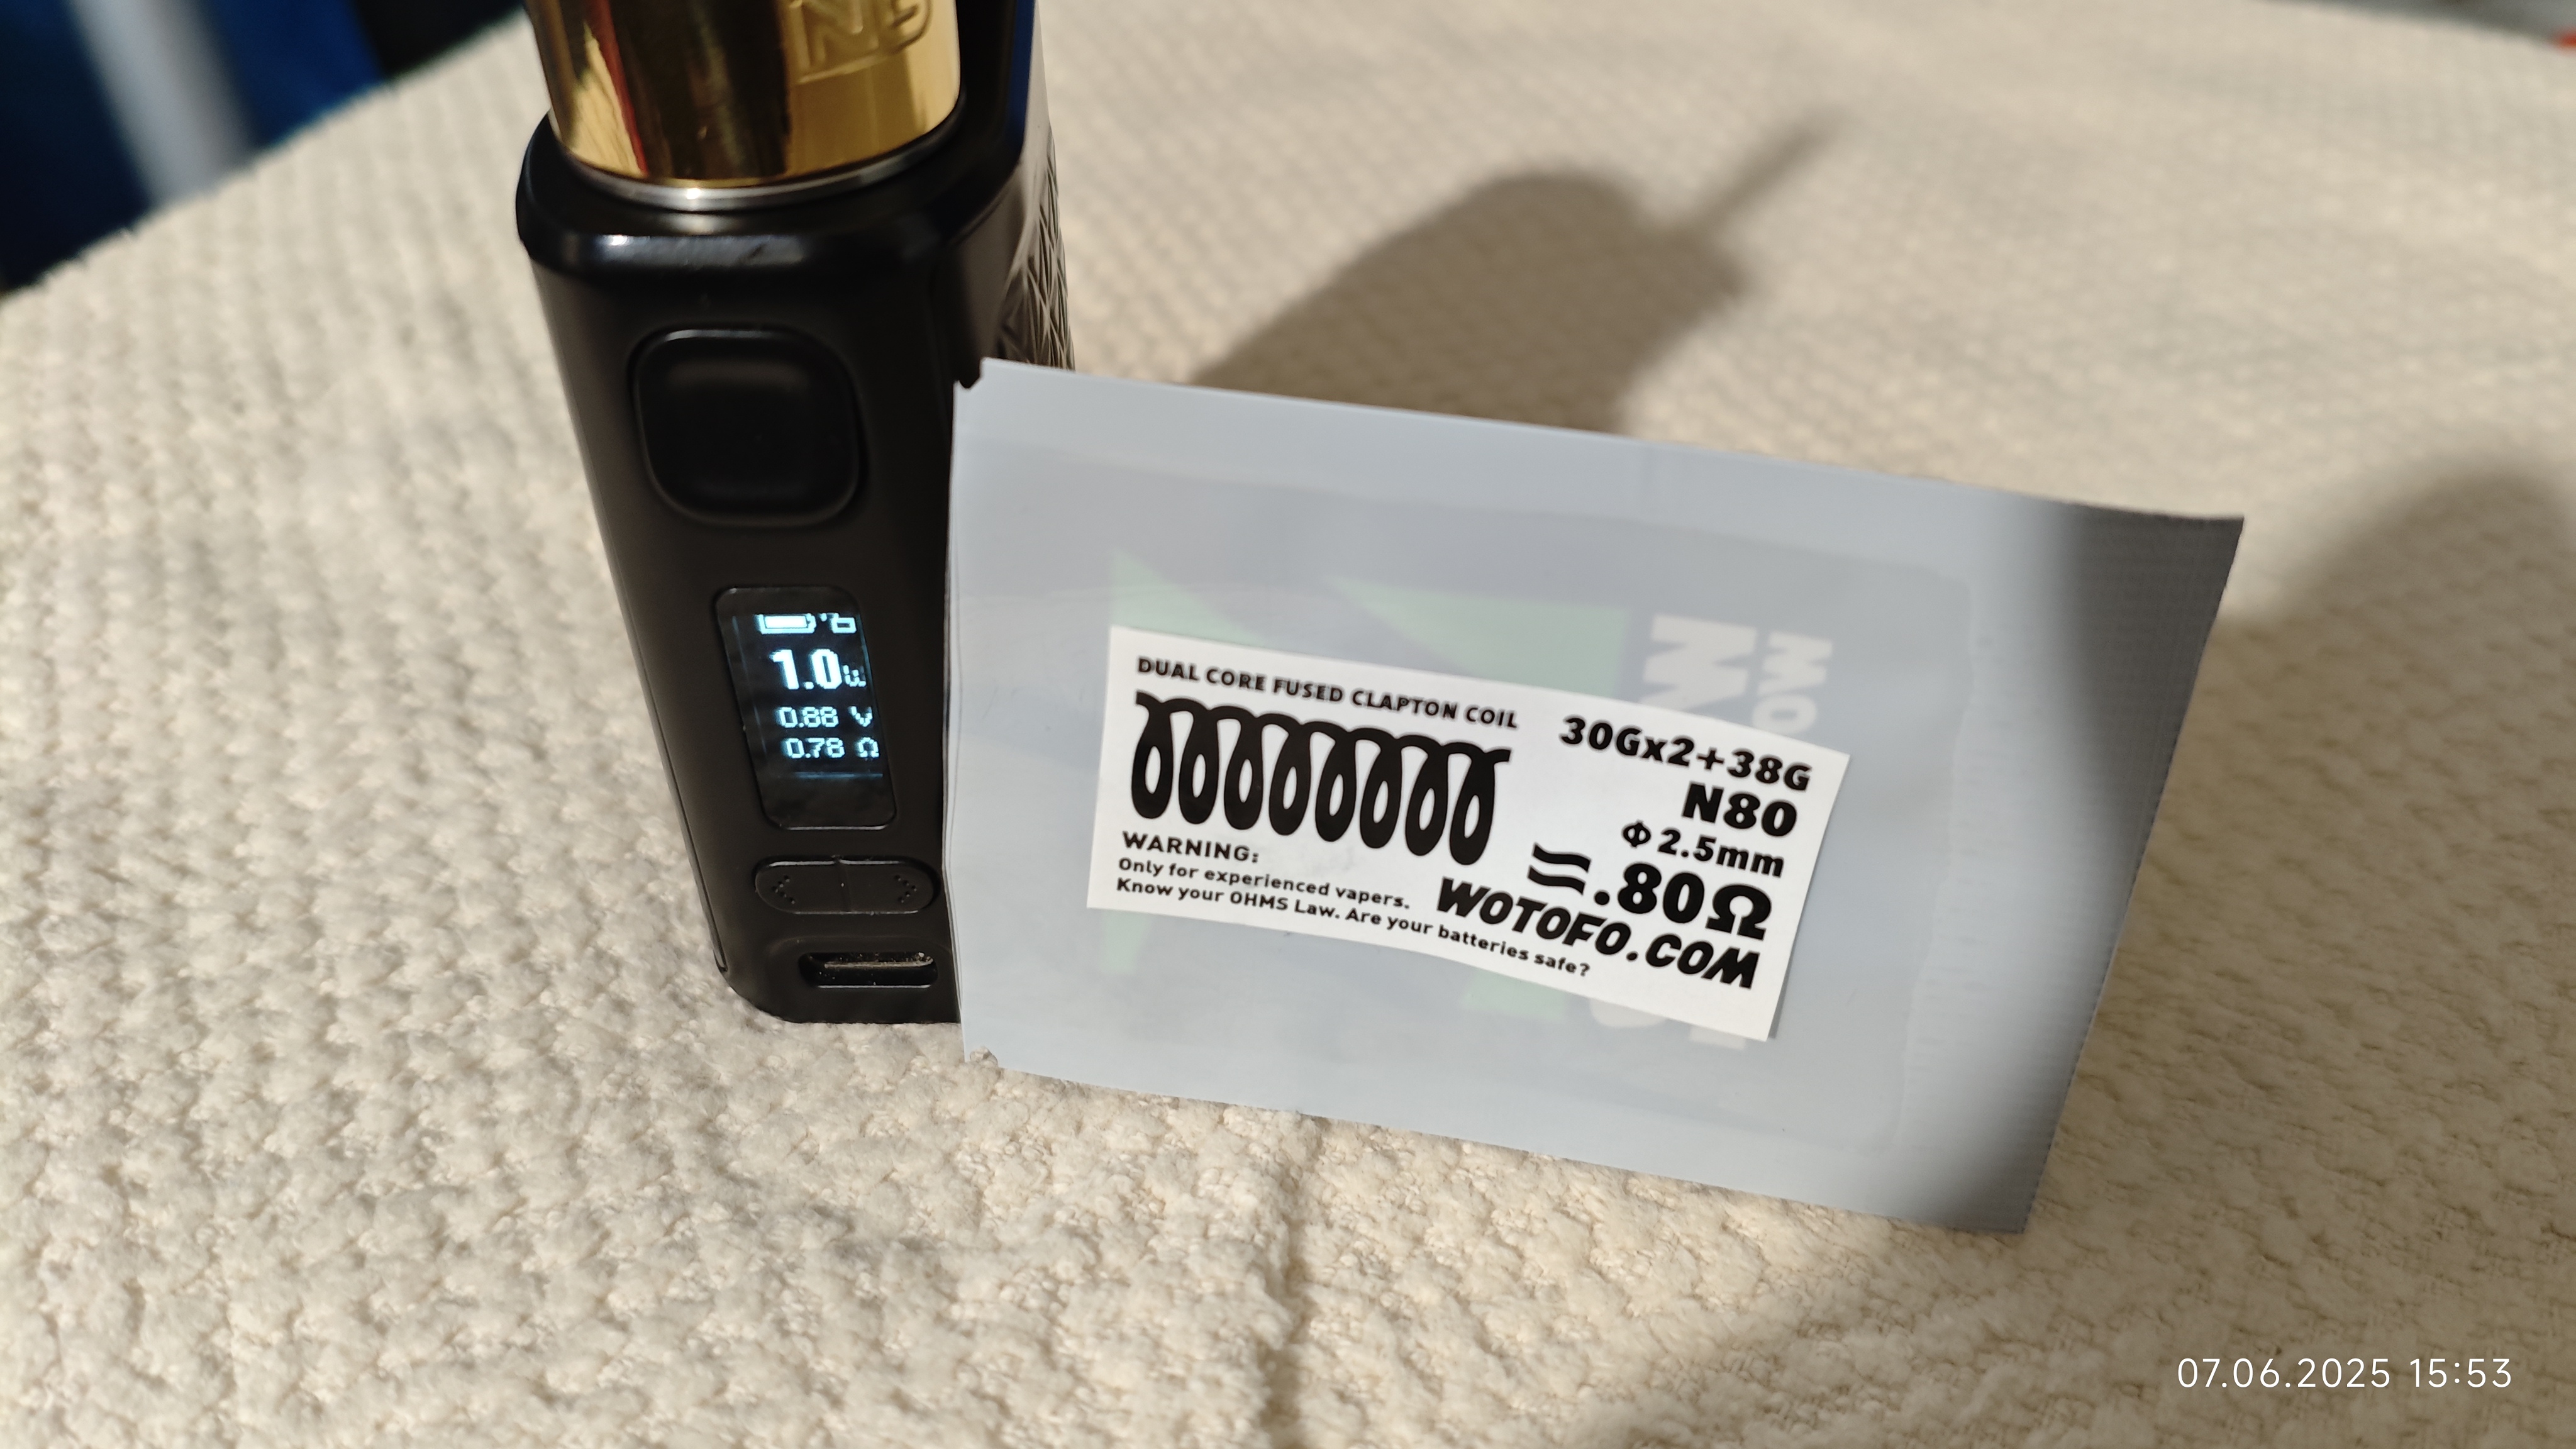 1.0W
0.88 V
0.78 Ω
DUAL CORE FUSED CLAPTON COIL
30Gx2+38G
N80
Φ 2.5mm
≈.80Ω
WARNING:
Only for experienced vapers.
Know your OHMS Law. Are your batteries safe?
WOTOFO.COM
07.06.2025 15:53